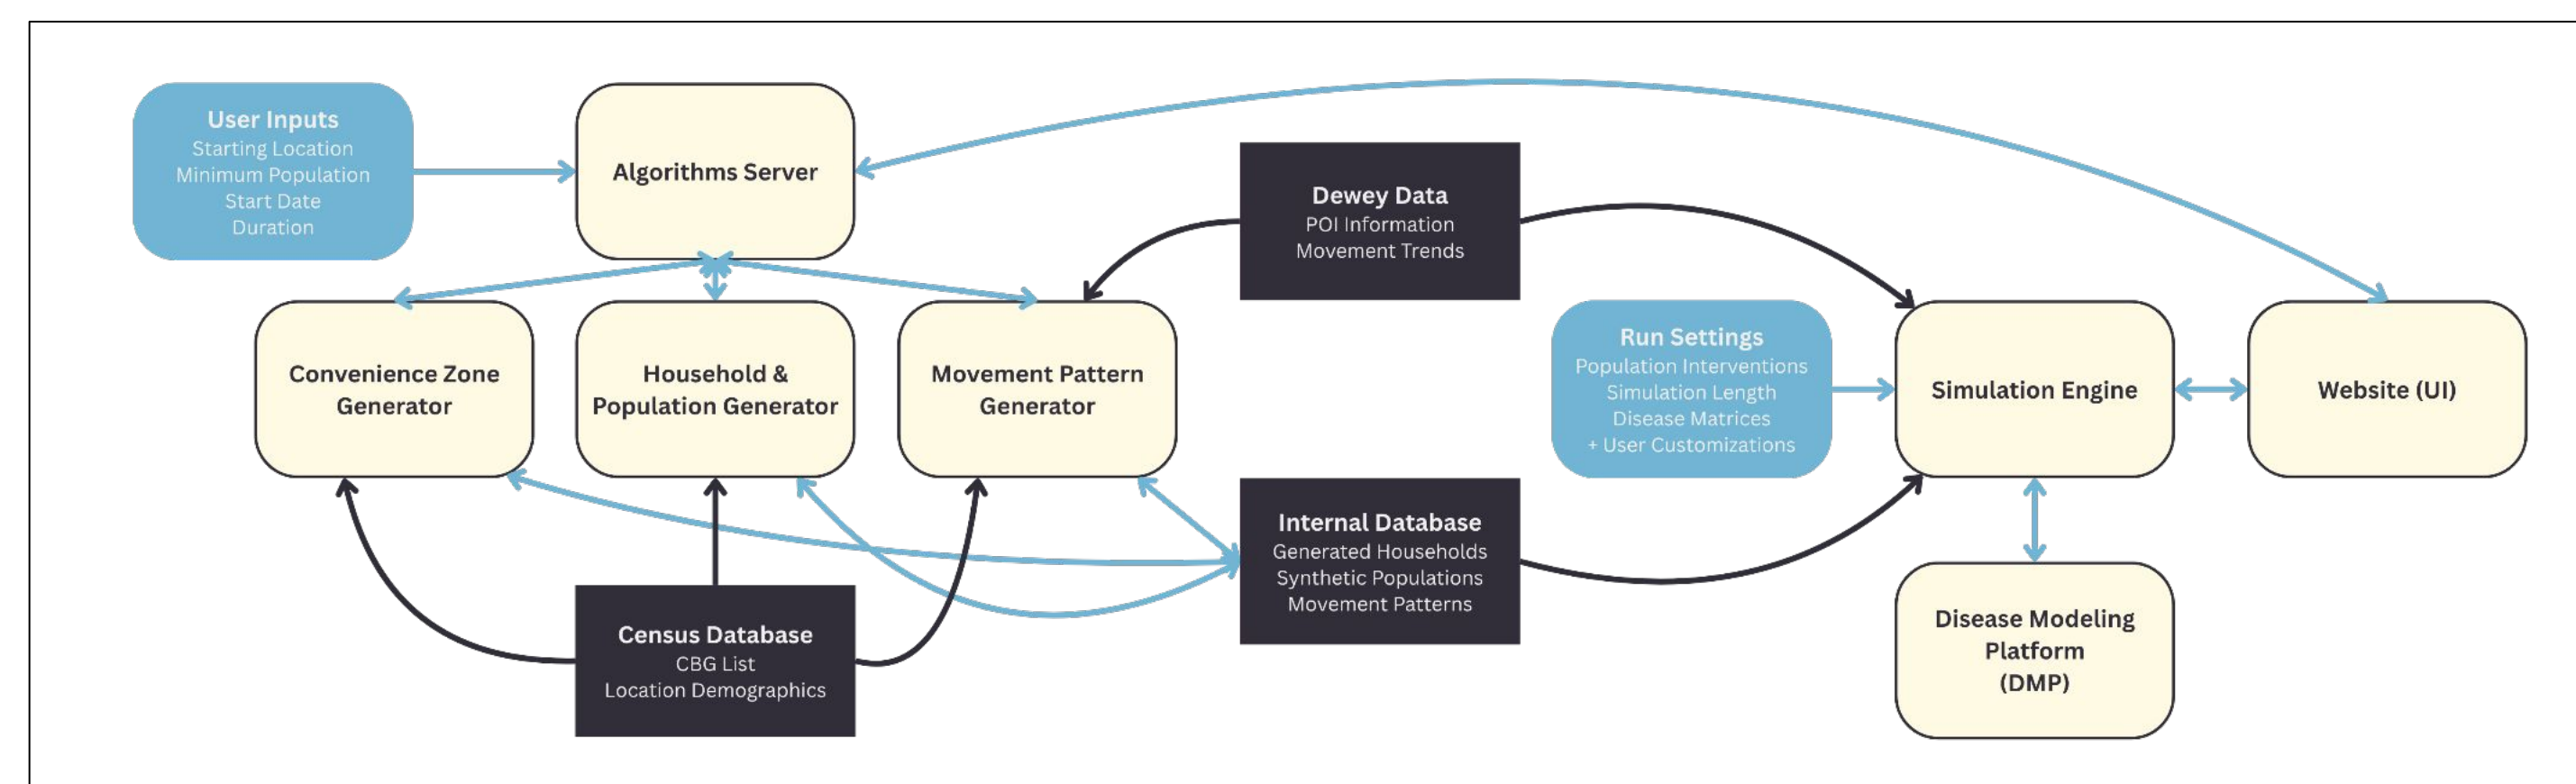 User Inputs
Starting Location
Minimum Population
Start Date
Duration
Algorithms Server
Dewey Data
POI Information
Movement Trends
Convenience Zone
Generator
Household &
Population Generator
Movement Pattern
Generator
Run Settings
Population Interventions
Simulation Length
Disease Matrices
+ User Customizations
Simulation Engine
Website (UI)
Internal Database
Generated Households
Synthetic Populations
Movement Patterns
Census Database
CBG List
Location Demographics
Disease Modeling
Platform
(DMP)